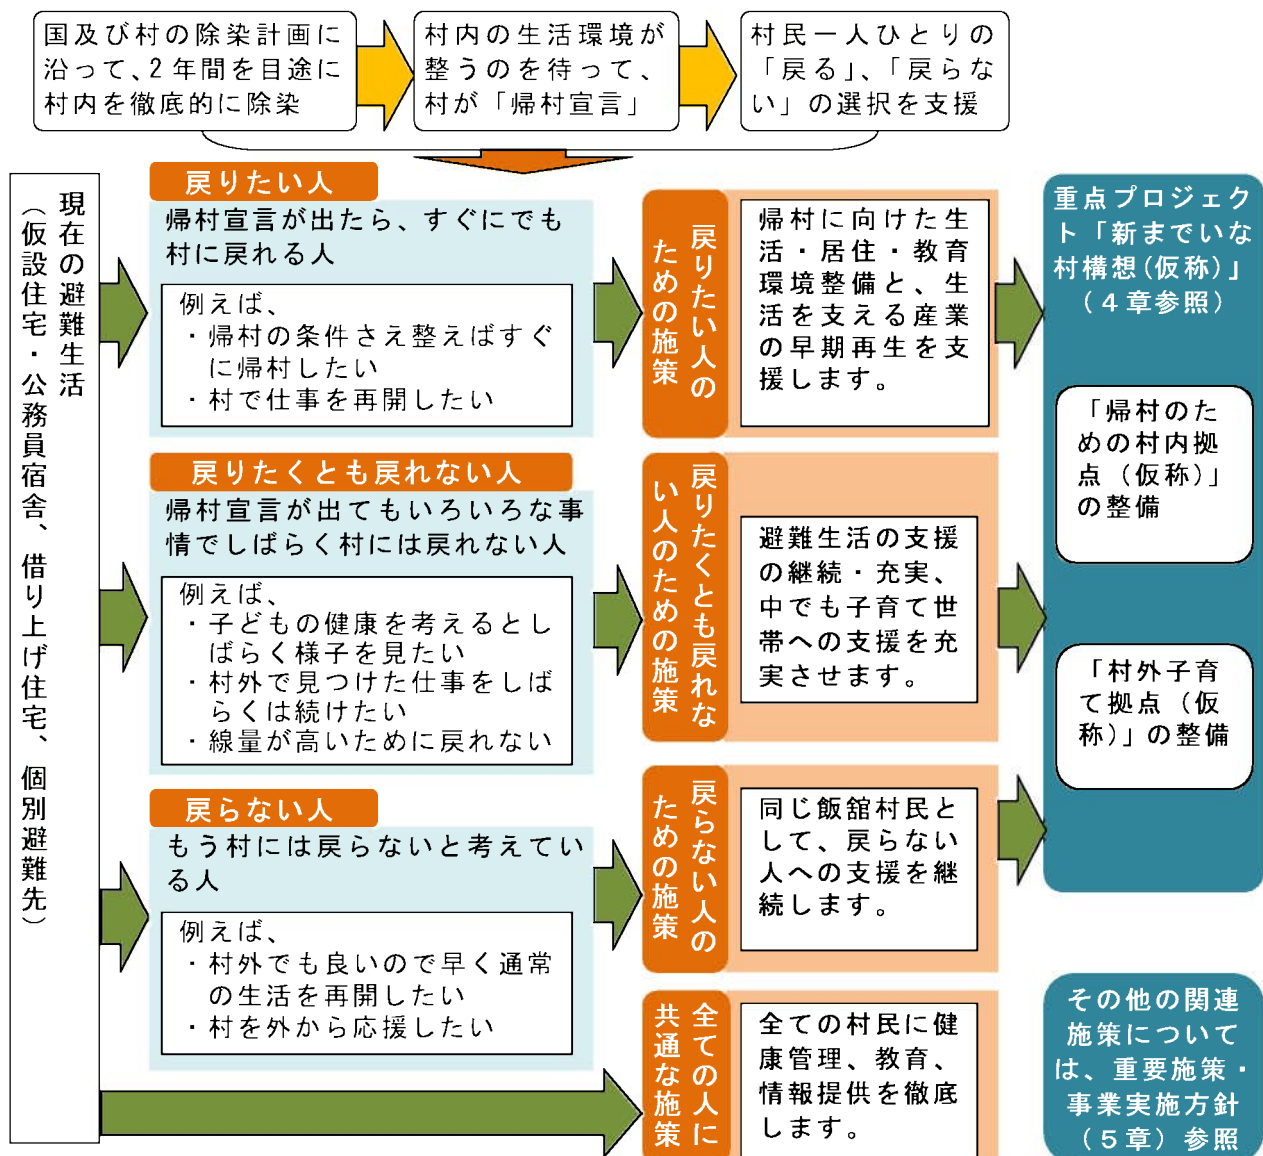 国及び村の除染計画に
沿って、2年間を目途に
村内を徹底的に除染
村内の生活環境が
整うのを待って、
村が「帰村宣言」
村民一人ひとりの
「戻る」、「戻らな
い」の選択を支援
現在の避難生活
（仮設住宅・公務員宿舎、借り上げ住宅、個別避難先）
戻りたい人
帰村宣言が出たら、すぐにでも
村に戻れる人
例えば、
・帰村の条件さえ整えばすぐ
に帰村したい
・村で仕事を再開したい
戻りたい人の
ための施策
帰村に向けた生
活・居住・教育
環境整備と、生
活を支える産業
の早期再生を支
援します。
戻りたくとも戻れない人
帰村宣言が出てもいろいろな事
情でしばらく村には戻れない人
例えば、
・子どもの健康を考えるとし
ばらく様子を見たい
・村外で見つけた仕事をしば
らくは続けたい
・線量が高いために戻れない
戻りたくとも戻れな
い人のための施策
避難生活の支援
の継続・充実、
中でも子育て世
帯への支援を充
実させます。
戻らない人
もう村には戻らないと考えてい
る人
例えば、
・村外でも良いので早く通常
の生活を再開したい
・村を外から応援したい
戻らない人の
ための施策
同じ飯舘村民と
して、戻らない
人への支援を継
続します。
全ての人に
共通な施策
全ての村民に健
康管理、教育、
情報提供を徹底
します。
重点プロジェク
ト「新までいな
村構想(仮称)」
（４章参照）
「帰村のた
めの村内拠
点（仮称）」
の整備
「村外子育
て拠点（仮
称）」の整備
その他の関連
施策について
は、重要施策・
事業実施方針
（５章）参照